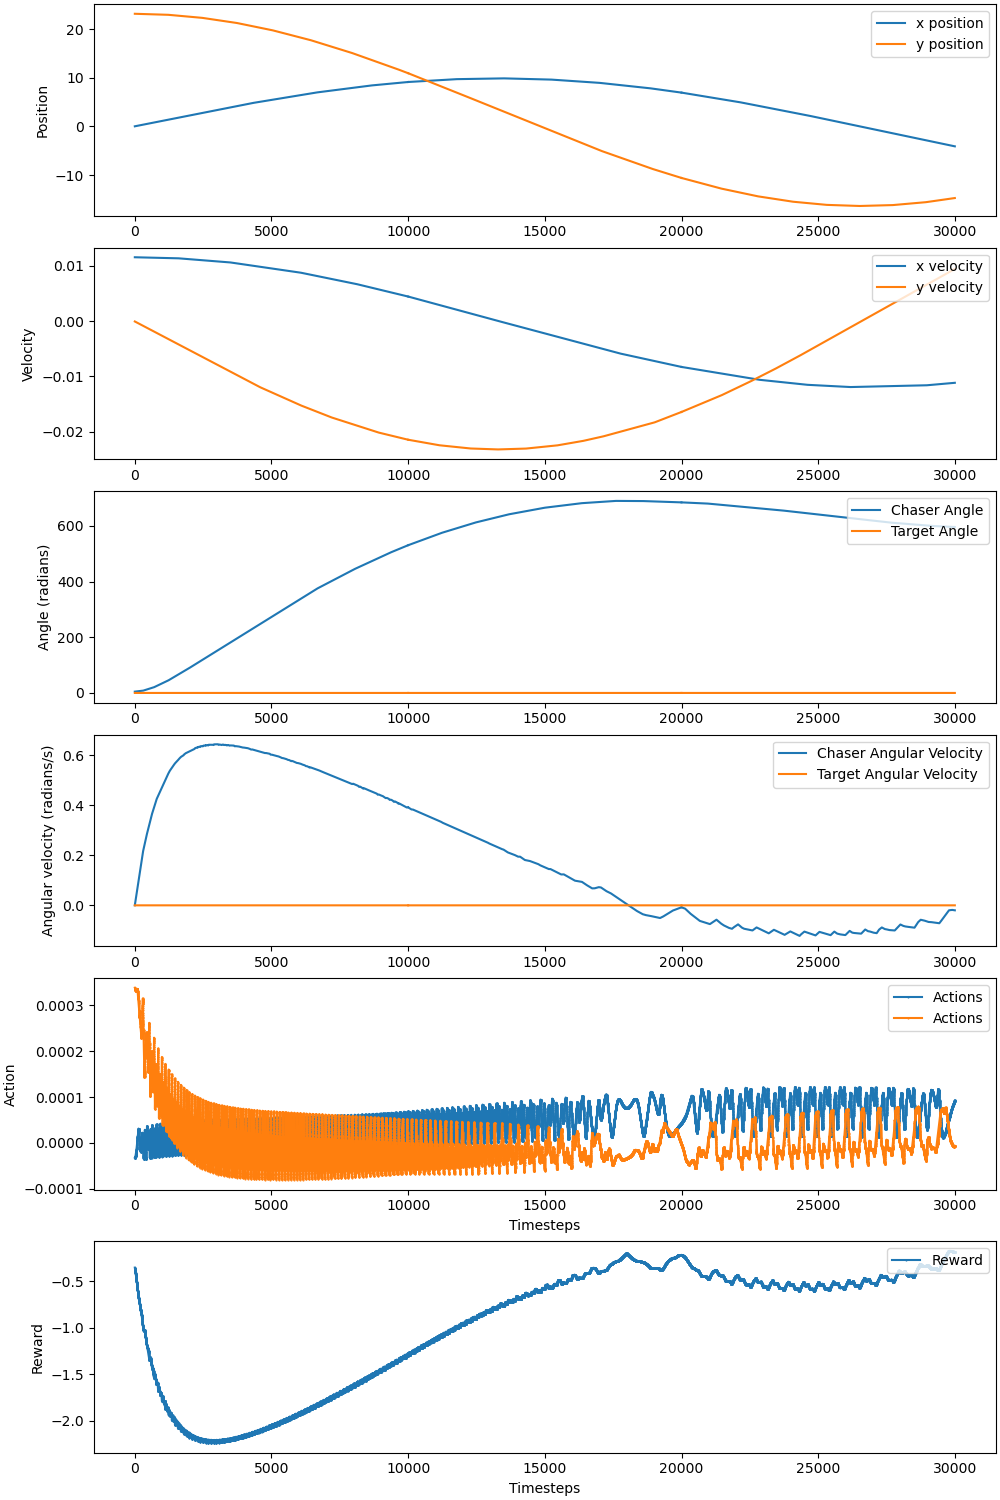 x position
y position
20
10
0
−10
Position
0 5000 10000 15000 20000 25000 30000
x velocity
y velocity
0.01
0.00
−0.01
−0.02
Velocity
0 5000 10000 15000 20000 25000 30000
Chaser Angle
Target Angle
600
400
200
0
Angle (radians)
0 5000 10000 15000 20000 25000 30000
Chaser Angular Velocity
Target Angular Velocity
0.6
0.4
0.2
0.0
Angular velocity (radians/s)
0 5000 10000 15000 20000 25000 30000
Actions
Actions
0.0003
0.0002
0.0001
0.0000
−0.0001
Action
0 5000 10000 15000 20000 25000 30000
Timesteps
Reward
−0.5
−1.0
−1.5
−2.0
Reward
0 5000 10000 15000 20000 25000 30000
Timesteps